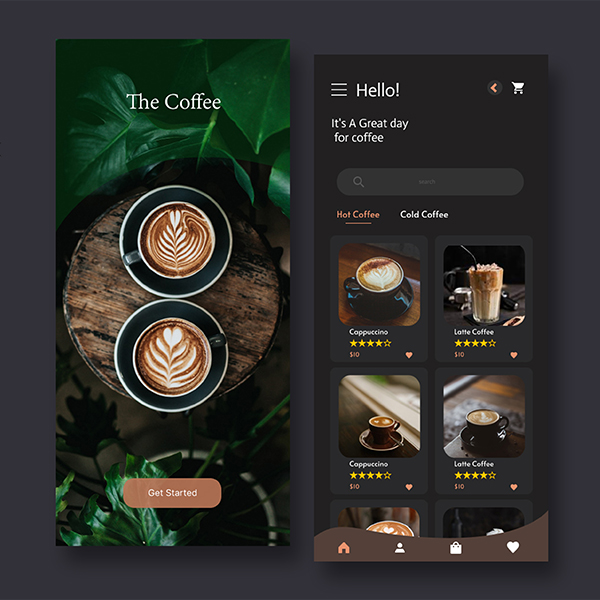 The Coffee
Get Started
Hello!
It's A Great day
for coffee
search
Hot Coffee
Cold Coffee
Cappuccino
$10
Latte Coffee
$10
Cappuccino
$10
Latte Coffee
$10